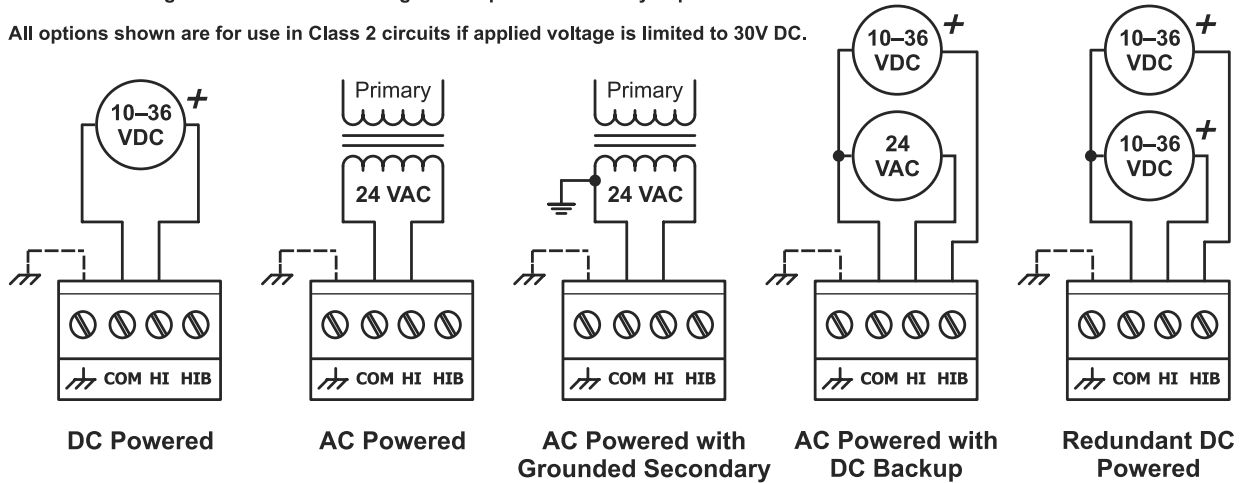 All options shown are for use in Class 2 circuits if applied voltage is limited to 30V DC.
10–36
VDC
+
COM HI HIB
DC Powered
Primary
24 VAC
COM HI HIB
AC Powered
Primary
24 VAC
COM HI HIB
AC Powered with
Grounded Secondary
10–36
VDC
+
24
VAC
COM HI HIB
AC Powered with
DC Backup
10–36
VDC
+
10–36
VDC
+
COM HI HIB
Redundant DC
Powered